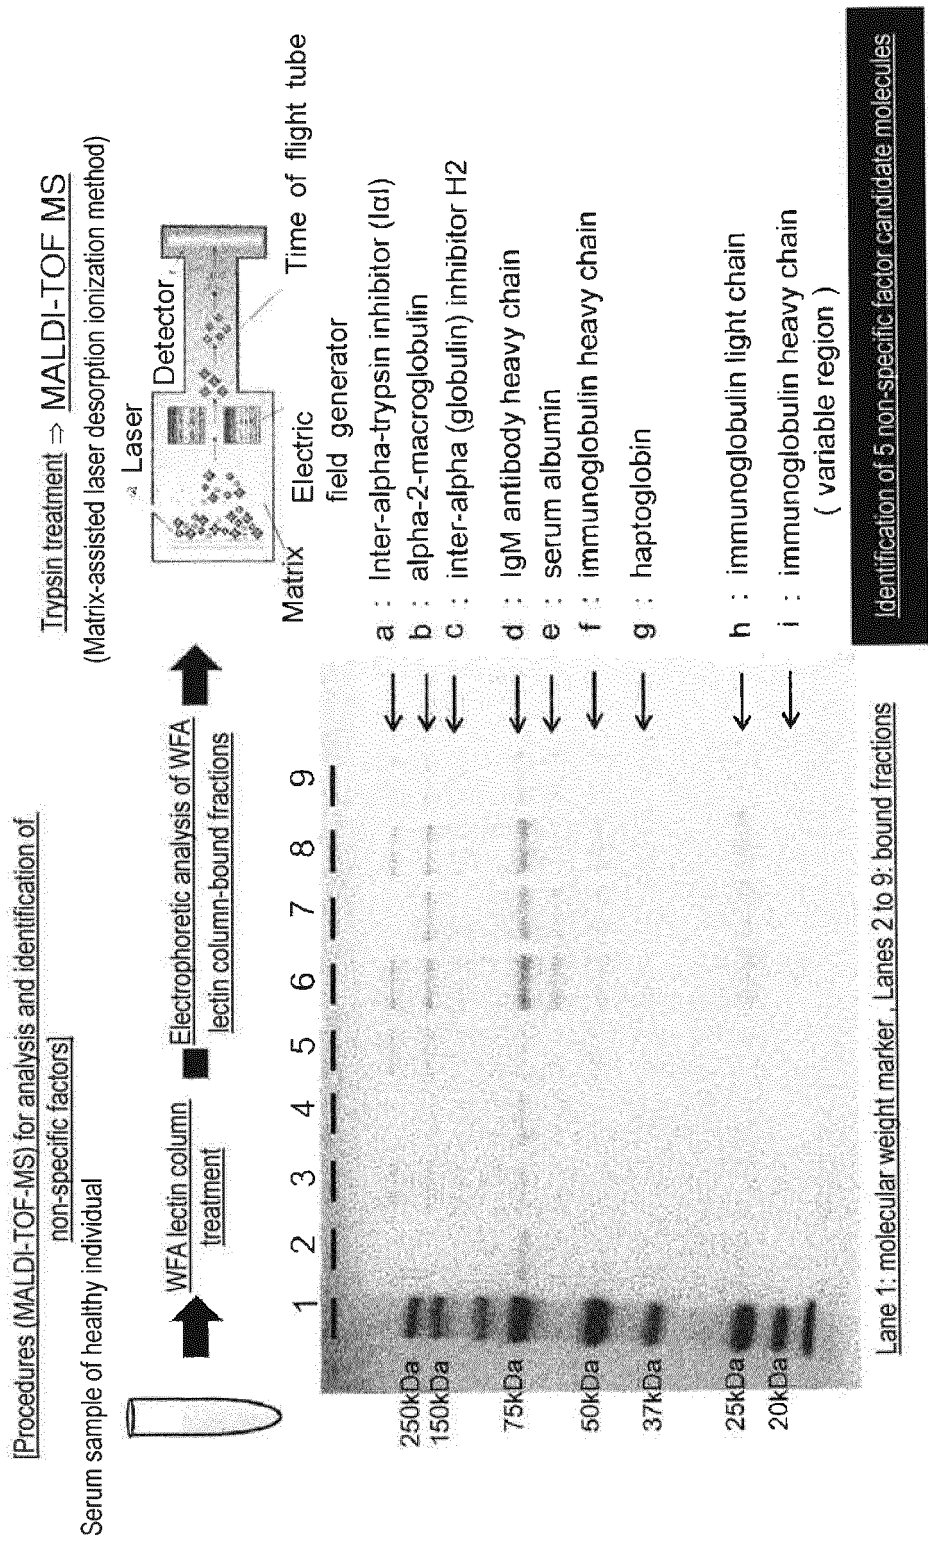 [Procedures (MALDI-TOF-MS) for analysis and identification of
non-specific factors]
Serum sample of healthy individual
WFA lectin column
treatment
Electrophoretic analysis of WFA
lectin column-bound fractions
Trypsin treatment ⇒ MALDI-TOF MS
(Matrix-assisted laser desorption ionization method)
Laser
Detector
Matrix
Electric
field generator
Time of flight tube
1 2 3 4 5 6 7 8 9
250kDa
150kDa
75kDa
50kDa
37kDa
25kDa
20kDa
a : Inter-alpha-trypsin inhibitor (IαI)
b : alpha-2-macroglobulin
c : inter-alpha (globulin) inhibitor H2
d : IgM antibody heavy chain
e : serum albumin
f : immunoglobulin heavy chain
g : haptoglobin
h : immunoglobulin light chain
i : immunoglobulin heavy chain
( variable region )
Lane 1: molecular weight marker , Lanes 2 to 9: bound fractions
Identification of 5 non-specific factor candidate molecules